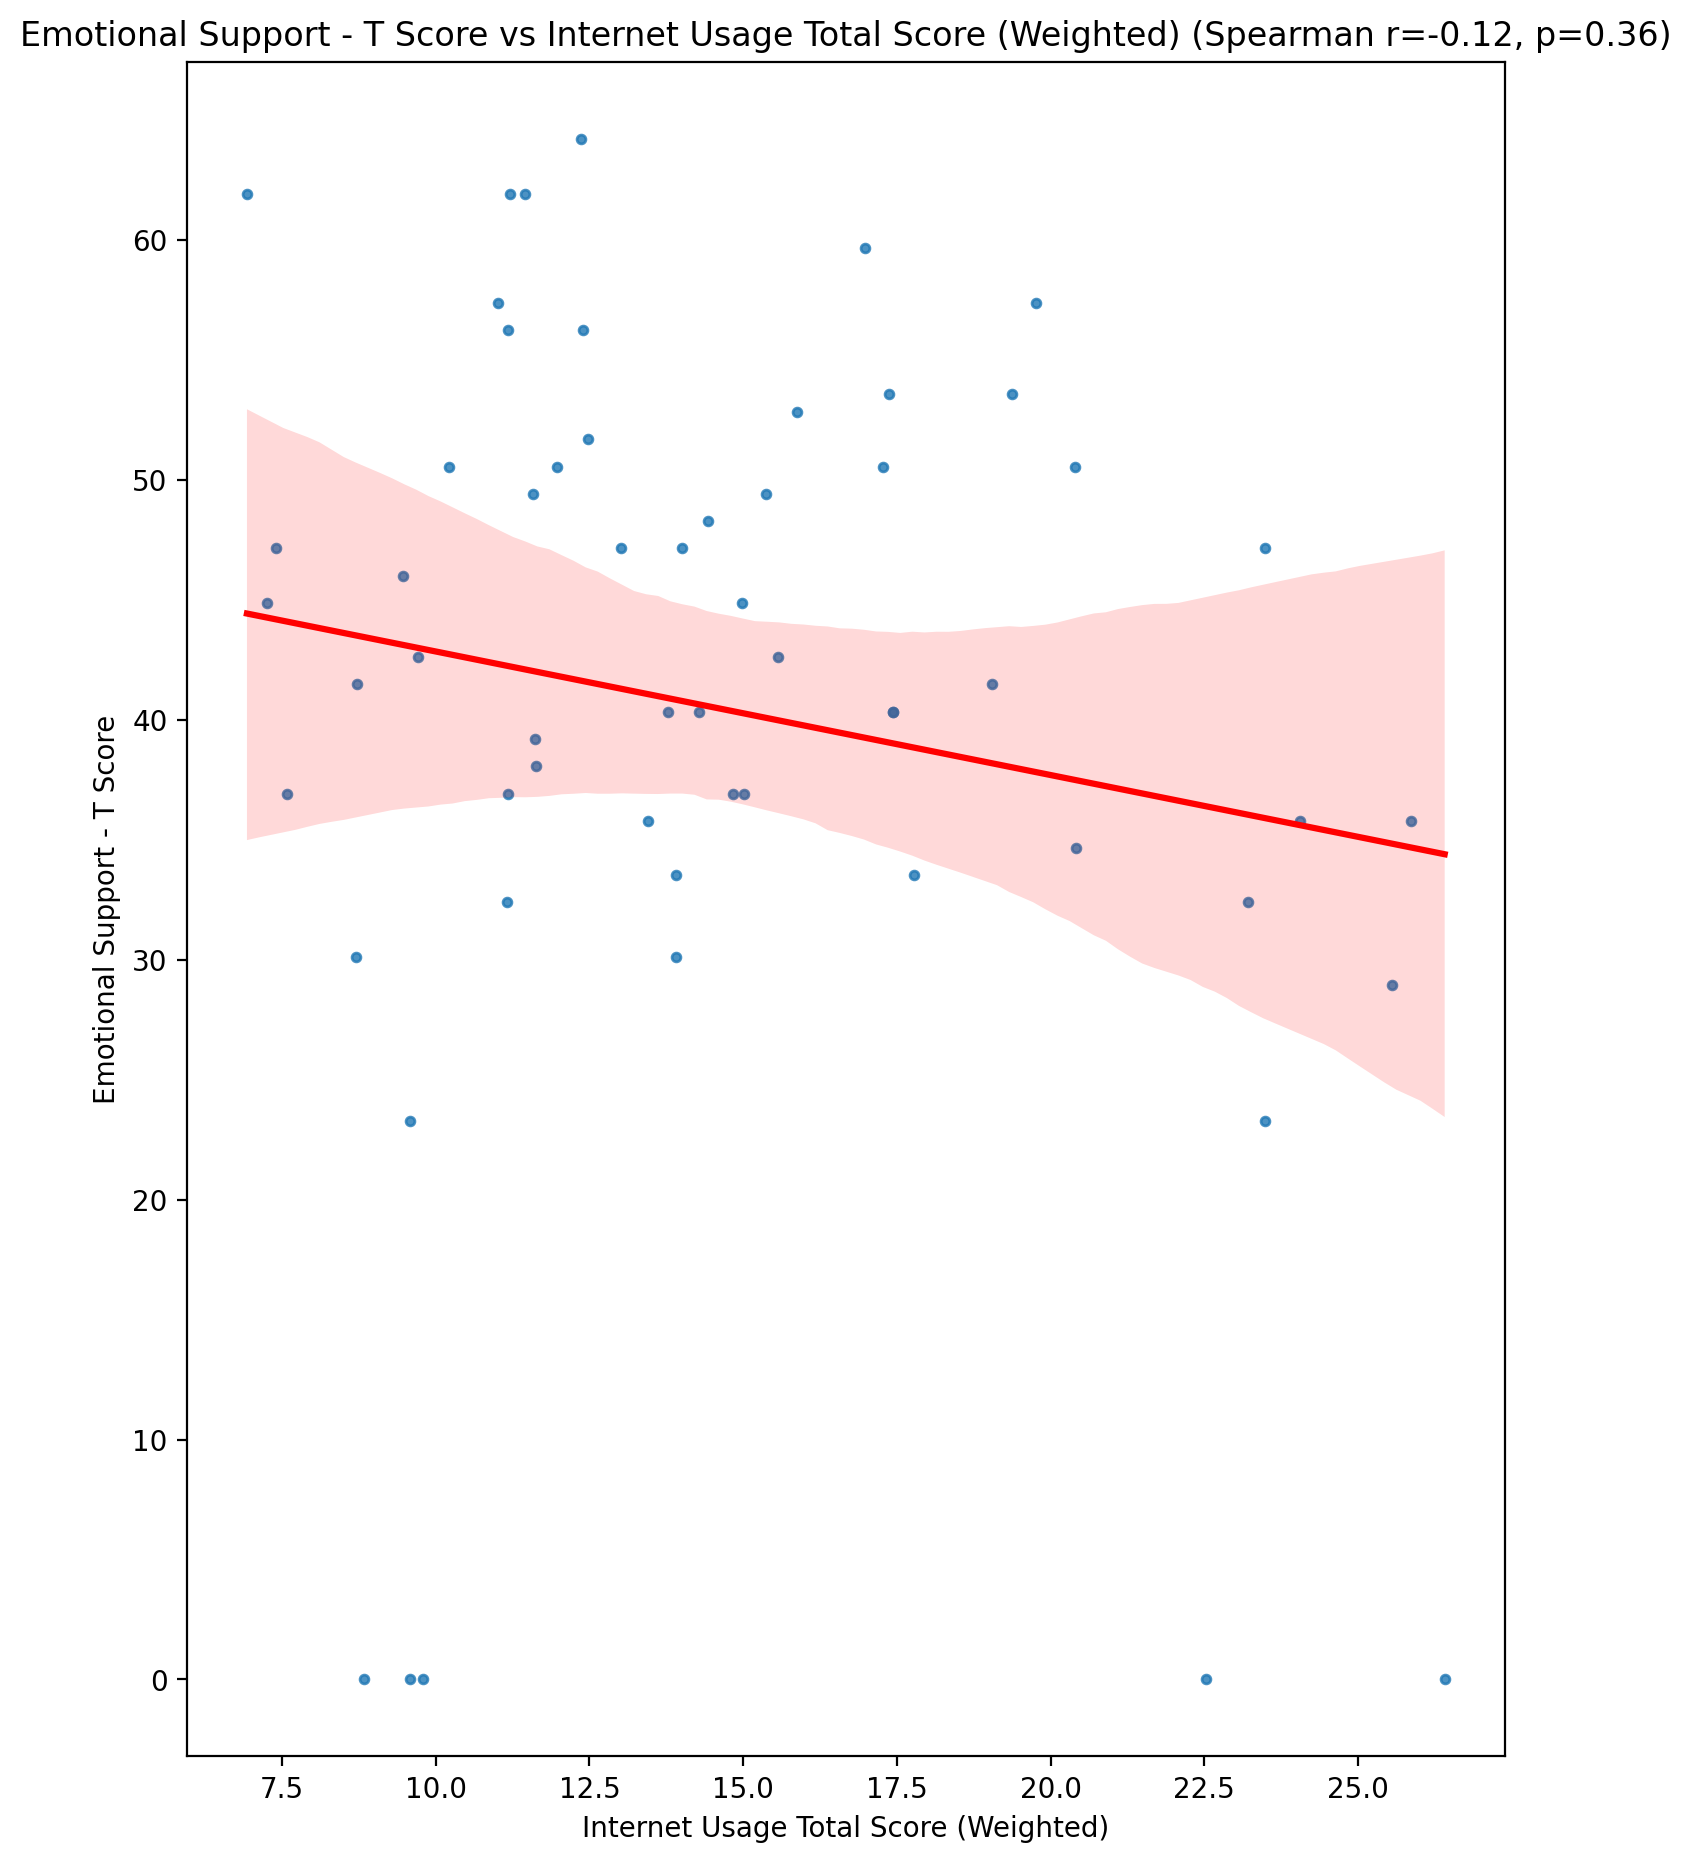 Emotional Support - T Score vs Internet Usage Total Score (Weighted) (Spearman r=-0.12, p=0.36)
60
50
40
30
20
10
0
Emotional Support - T Score
7.5 10.0 12.5 15.0 17.5 20.0 22.5 25.0
Internet Usage Total Score (Weighted)